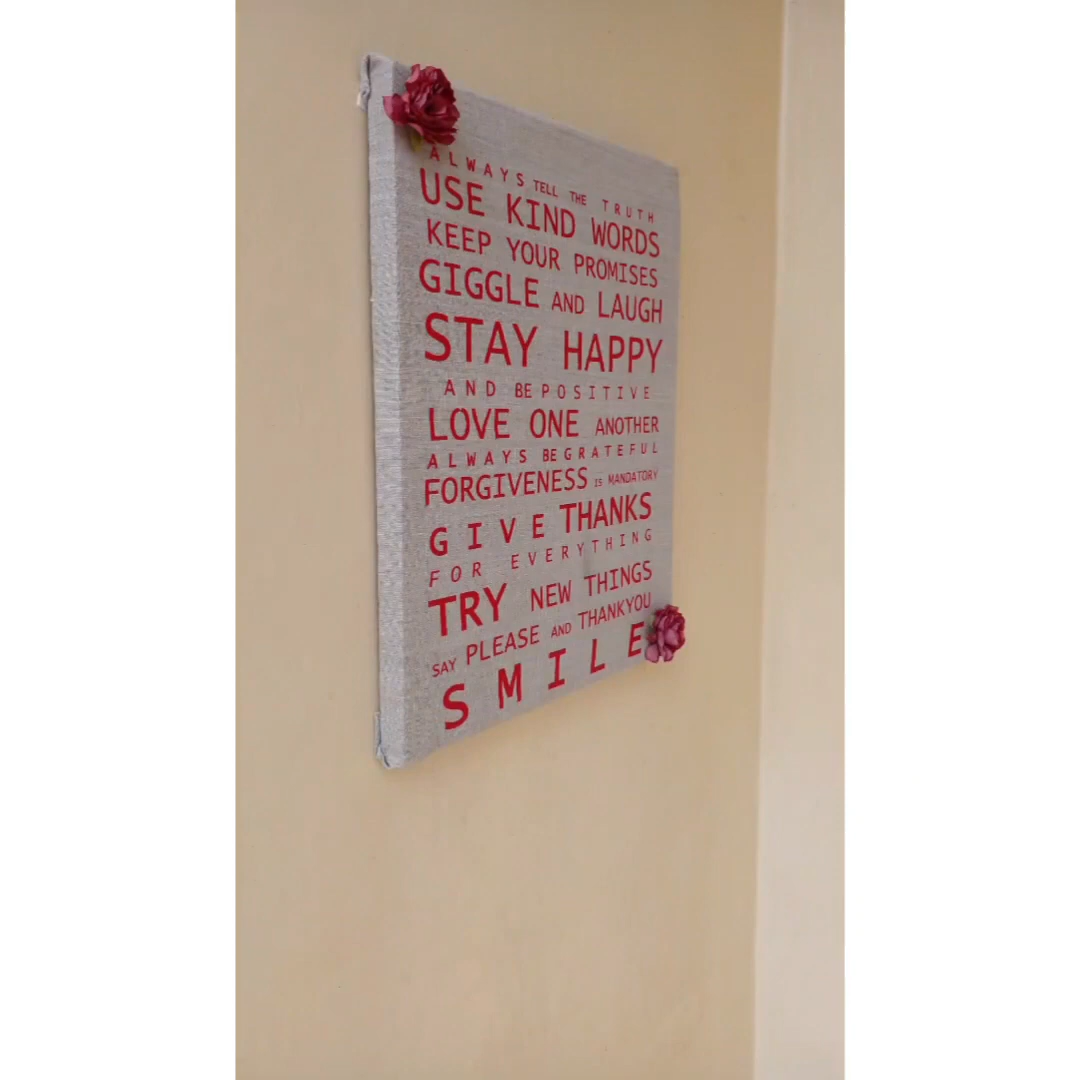 ALWAYS TELL THE TRUTH
USE KIND WORDS
KEEP YOUR PROMISES
GIGGLE AND LAUGH
STAY HAPPY
AND BE POSITIVE
LOVE ONE ANOTHER
ALWAYS BE GRATEFUL
FORGIVENESS IS MANDATORY
GIVE THANKS
FOR EVERYTHING
TRY NEW THINGS
SAY PLEASE AND THANKYOU
SMILE